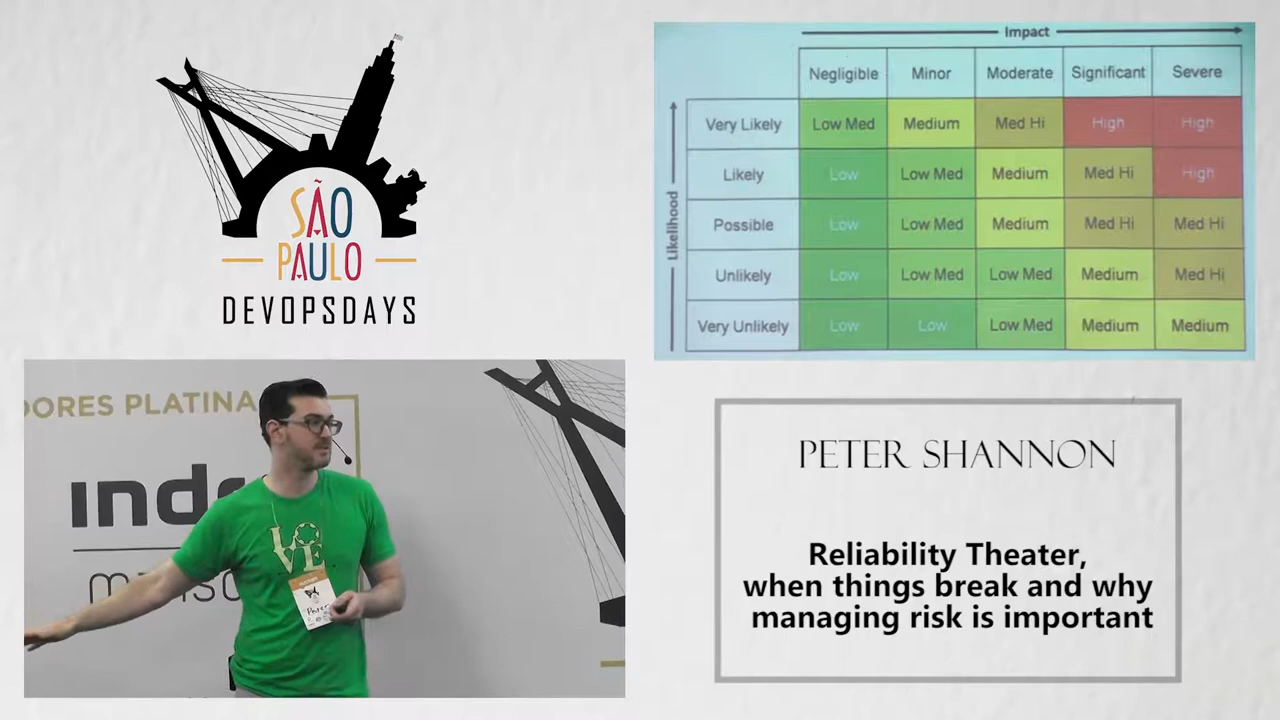 SÃO
PAULO
DEVOPSDAYS
Impact
Negligible Minor Moderate Significant Severe
Likelihood
Very Likely Low Med Medium Med Hi High High
Likely Low Low Med Medium Med Hi High
Possible Low Low Med Medium Med Hi Med Hi
Unlikely Low Low Med Low Med Medium Med Hi
Very Unlikely Low Low Low Med Medium Medium
DORES PLATINA
ind
LOVE
Peter
PETER SHANNON
Reliability Theater,
when things break and why
managing risk is important